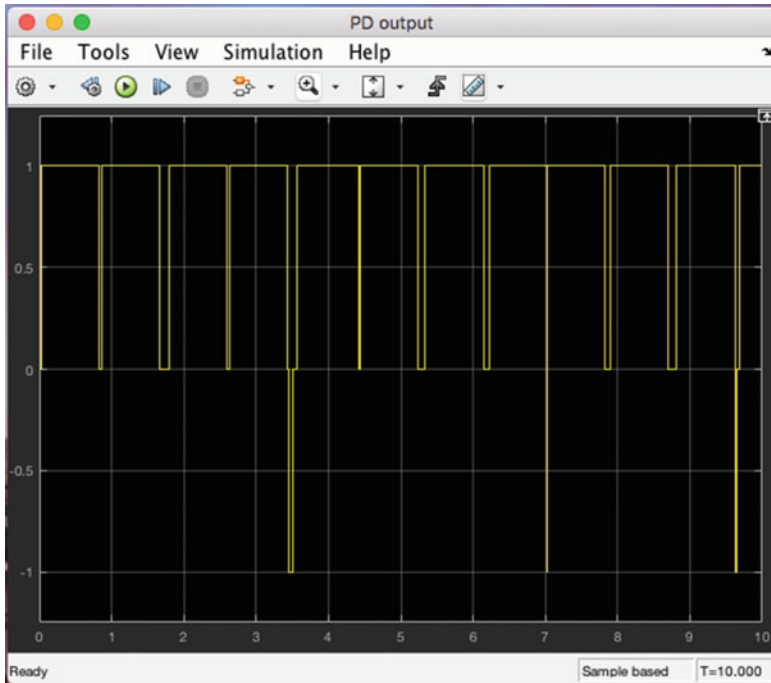 PD output
File Tools View Simulation Help
1
0.5
0
-0.5
-1
0 1 2 3 4 5 6 7 8 9 10
Ready Sample based T=10.000